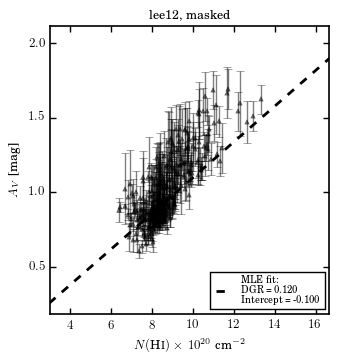 lee12, masked
2.0
1.5
1.0
0.5
A_V [mag]
MLE fit:
DGR = 0.120
Intercept = -0.100
4 6 8 10 12 14 16
N(HI) × 10^20 cm^−2